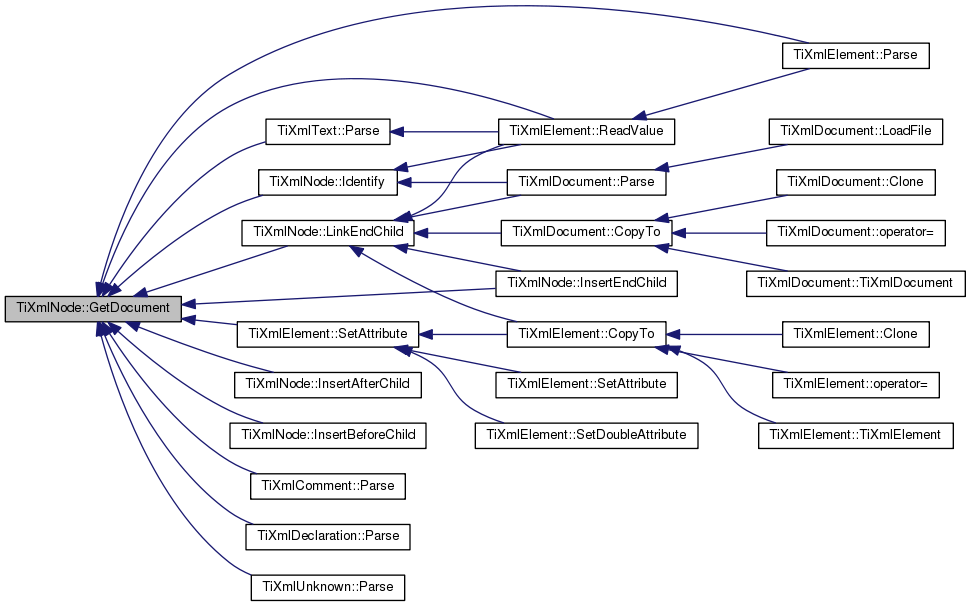 TiXmlElement::Parse
TiXmlText::Parse
TiXmlElement::ReadValue
TiXmlDocument::LoadFile
TiXmlNode::Identify
TiXmlDocument::Parse
TiXmlDocument::Clone
TiXmlNode::LinkEndChild
TiXmlDocument::CopyTo
TiXmlDocument::operator=
TiXmlNode::InsertEndChild
TiXmlDocument::TiXmlDocument
TiXmlNode::GetDocument
TiXmlElement::SetAttribute
TiXmlElement::CopyTo
TiXmlElement::Clone
TiXmlNode::InsertAfterChild
TiXmlElement::SetAttribute
TiXmlElement::operator=
TiXmlNode::InsertBeforeChild
TiXmlElement::SetDoubleAttribute
TiXmlElement::TiXmlElement
TiXmlComment::Parse
TiXmlDeclaration::Parse
TiXmlUnknown::Parse